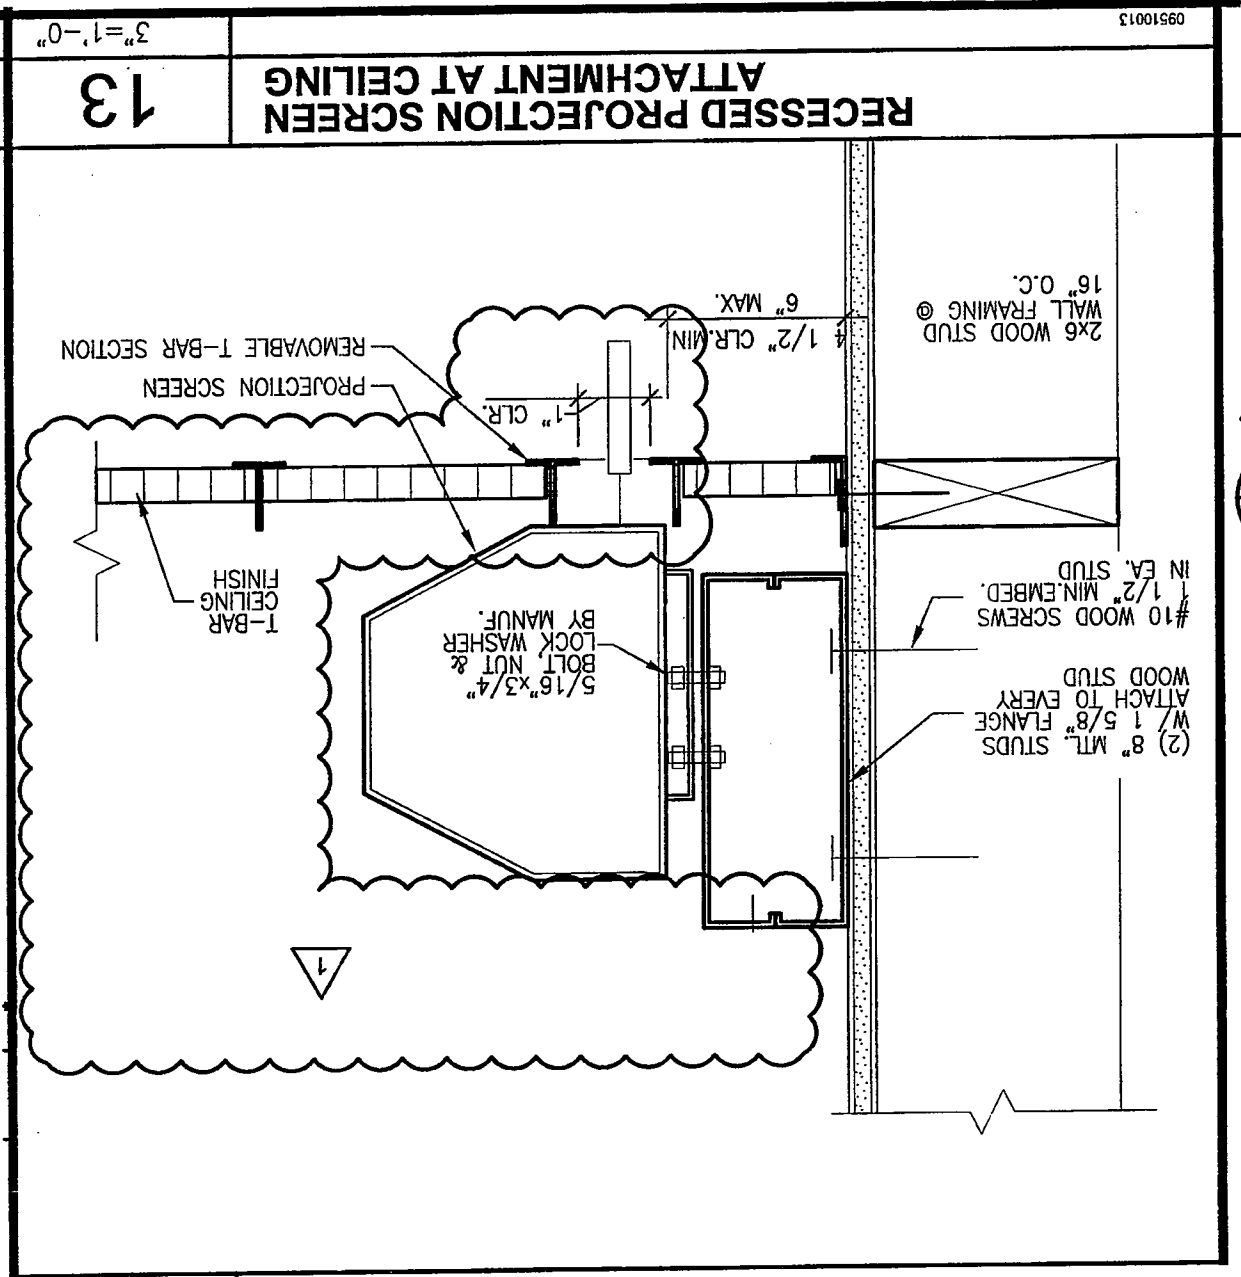 (2) 8" MTL. STUDS
W/ 1 5/8" FLANGE
ATTACH TO EVERY
WOOD STUD
#10 WOOD SCREWS
1 1/2" MIN.EMBED.
IN EA. STUD
2x6 WOOD STUD
WALL FRAMING @
16" O.C.
1
5/16"x3/4"
BOLT, NUT &
LOCK WASHER
BY MANUF.
T-BAR
CEILING
FINISH
1" CLR.
PROJECTION SCREEN
REMOVABLE T-BAR SECTION
4 1/2" CLR.MIN
6" MAX.
RECESSED PROJECTION SCREEN
ATTACHMENT AT CEILING
13
09510013
3"=1'-0"